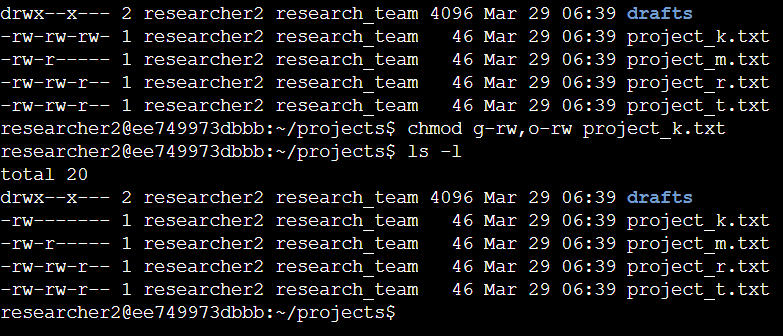 drwx--x--- 2 researcher2 research_team 4096 Mar 29 06:39 drafts
-rw-rw-rw- 1 researcher2 research_team   46 Mar 29 06:39 project_k.txt
-rw-r----- 1 researcher2 research_team   46 Mar 29 06:39 project_m.txt
-rw-rw-r-- 1 researcher2 research_team   46 Mar 29 06:39 project_r.txt
-rw-rw-r-- 1 researcher2 research_team   46 Mar 29 06:39 project_t.txt
researcher2@ee749973dbbb:~/projects$ chmod g-rw,o-rw project_k.txt
researcher2@ee749973dbbb:~/projects$ ls -l
total 20
drwx--x--- 2 researcher2 research_team 4096 Mar 29 06:39 drafts
-rw------- 1 researcher2 research_team   46 Mar 29 06:39 project_k.txt
-rw-r----- 1 researcher2 research_team   46 Mar 29 06:39 project_m.txt
-rw-rw-r-- 1 researcher2 research_team   46 Mar 29 06:39 project_r.txt
-rw-rw-r-- 1 researcher2 research_team   46 Mar 29 06:39 project_t.txt
researcher2@ee749973dbbb:~/projects$